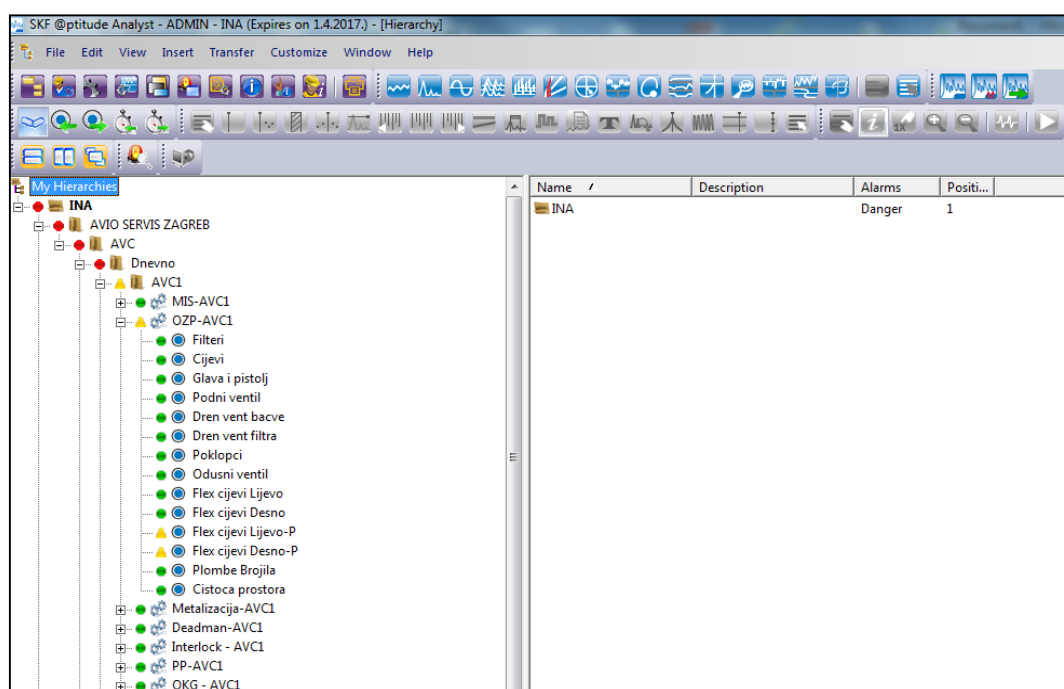 SKF @ptitude Analyst - ADMIN - INA (Expires on 1.4.2017.) - [Hierarchy]
File Edit View Insert Transfer Customize Window Help
My Hierarchies
INA
AVIO SERVIS ZAGREB
AVC
Dnevno
AVC1
MIS-AVC1
OZP-AVC1
Filteri
Cijevi
Glava i pistolj
Podni ventil
Dren vent bacve
Dren vent filtra
Poklopci
Odusni ventil
Flex cijevi Lijevo
Flex cijevi Desno
Flex cijevi Lijevo-P
Flex cijevi Desno-P
Plombe Brojila
Cistoca prostora
Metalizacija-AVC1
Deadman-AVC1
Interlock - AVC1
PP-AVC1
OKG - AVC1
Name Description Alarms Positi...
INA Danger 1